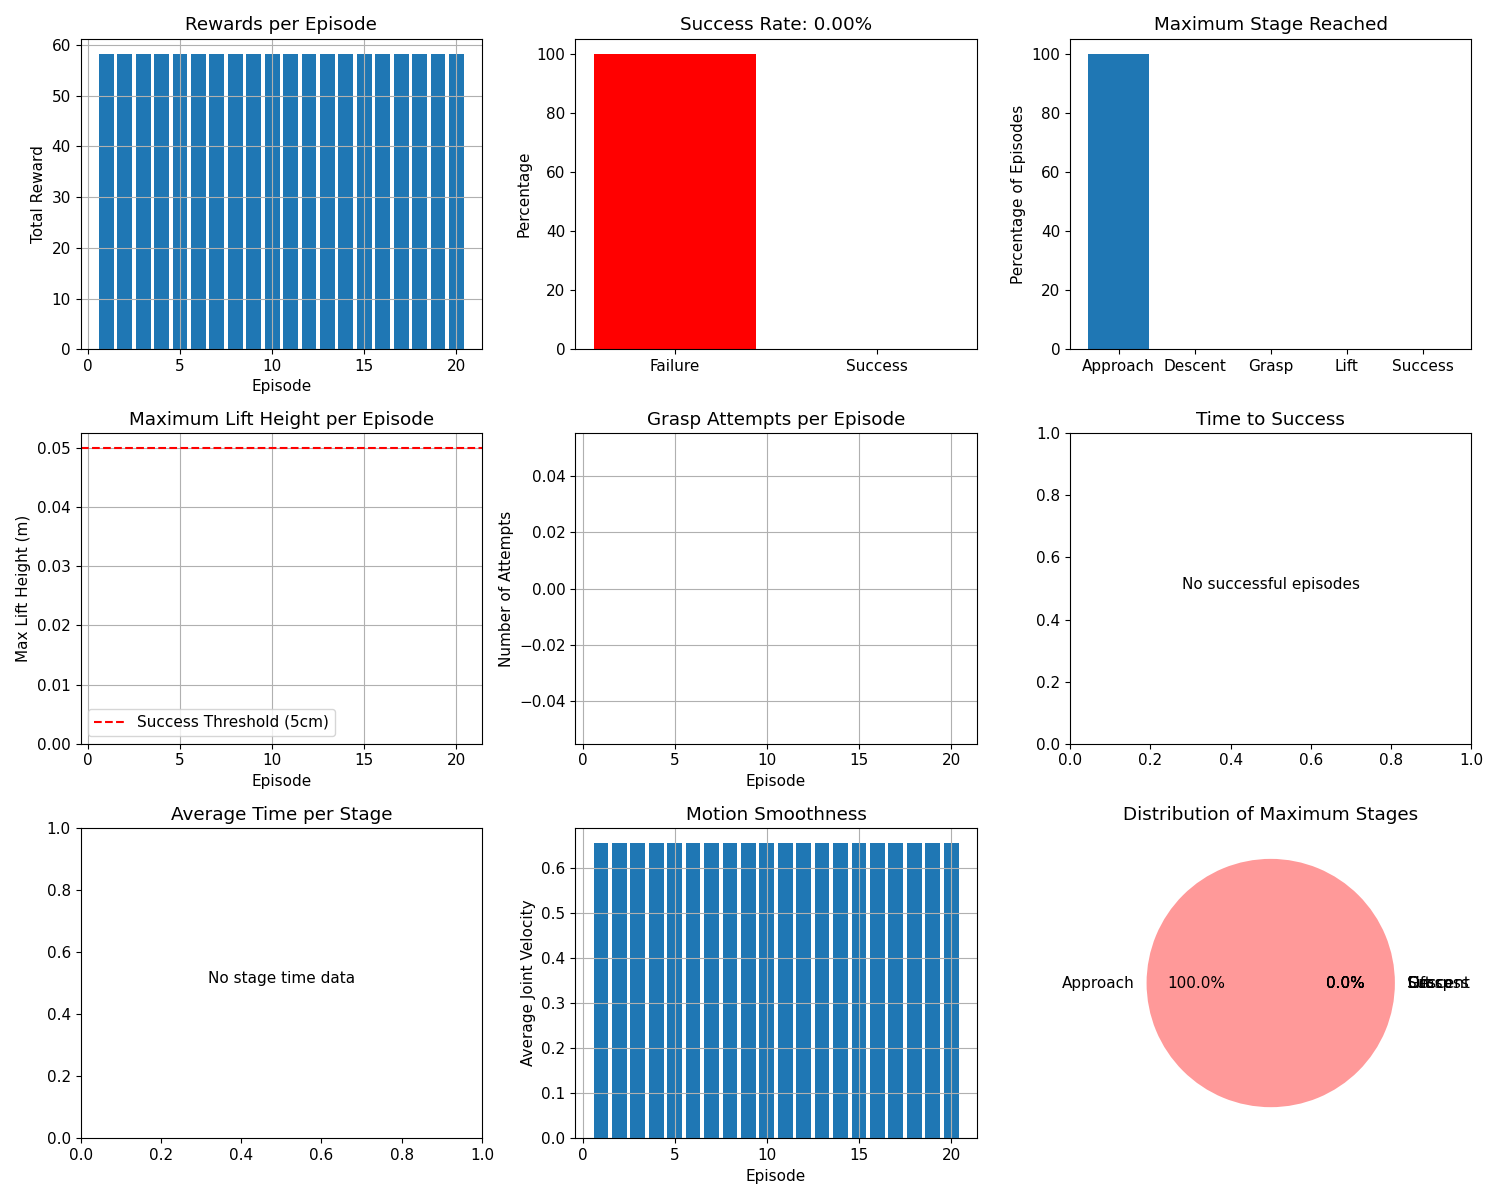 Rewards per Episode
Total Reward
60
50
40
30
20
10
0
0 5 10 15 20
Episode
Success Rate: 0.00%
Percentage
100
80
60
40
20
0
Failure Success
Maximum Stage Reached
Percentage of Episodes
100
80
60
40
20
0
Approach Descent Grasp Lift Success
Maximum Lift Height per Episode
Max Lift Height (m)
0.05
0.04
0.03
0.02
0.01
0.00
Success Threshold (5cm)
0 5 10 15 20
Episode
Grasp Attempts per Episode
Number of Attempts
0.04
0.02
0.00
−0.02
−0.04
0 5 10 15 20
Episode
Time to Success
1.0
0.8
0.6
0.4
0.2
0.0
No successful episodes
0.0 0.2 0.4 0.6 0.8 1.0
Average Time per Stage
1.0
0.8
0.6
0.4
0.2
0.0
No stage time data
0.0 0.2 0.4 0.6 0.8 1.0
Motion Smoothness
Average Joint Velocity
0.6
0.5
0.4
0.3
0.2
0.1
0.0
0 5 10 15 20
Episode
Distribution of Maximum Stages
Approach
100.0%
0.0%